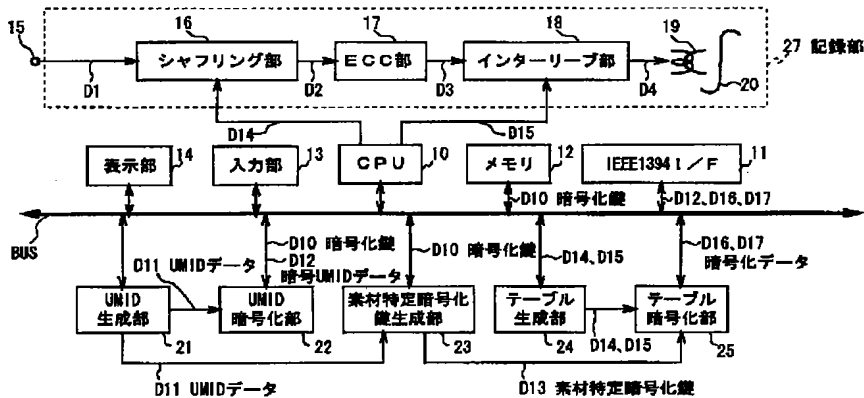 15
16
17
18
19
27 記録部
シャフリング部
ECC部
インターリーブ部
D1
D2
D3
D4
20
D14
D15
14
13
10
12
11
表示部
入力部
CPU
メモリ
IEEE1394 I/F
D10 暗号化鍵
D12、D16、D17
BUS
D11 UMIDデータ
D10 暗号化鍵
D12
暗号UMIDデータ
D10 暗号化鍵
D14、D15
D16、D17
暗号化データ
UMID
生成部
UMID
暗号化部
素材特定暗号化
鍵生成部
テーブル
生成部
テーブル
暗号化部
21
22
23
24
D14、D15
25
D11 UMIDデータ
D13 素材特定暗号化鍵